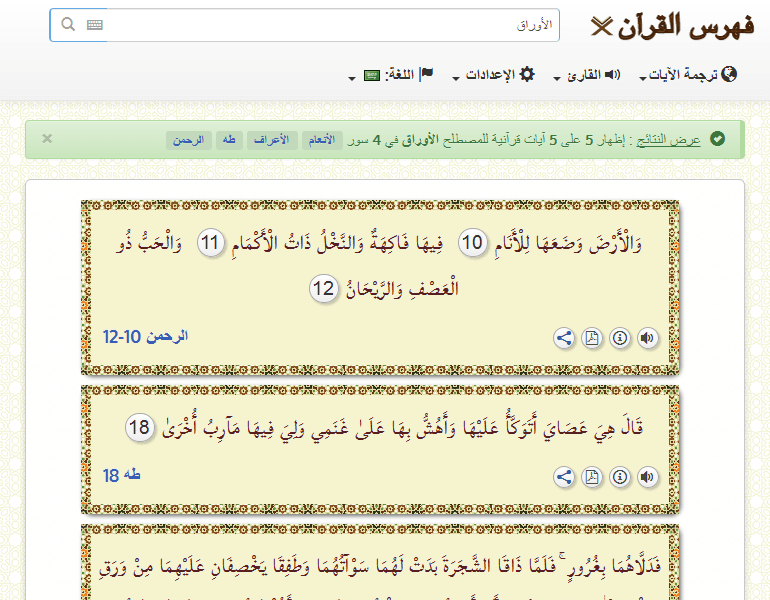 فهرس القرآن
الأوراق
ترجمة الآيات القارئ الإعدادات اللغة:
عرض النتائج : إظهار 5 على 5 آيات قرآنية للمصطلح الأوراق في 4 سور الأنعام الأعراف طه الرحمن
وَالْأَرْضَ وَضَعَهَا لِلْأَنَامِ 10 فِيهَا فَاكِهَةٌ وَالنَّخْلُ ذَاتُ الْأَكْمَامِ 11 وَالْحَبُّ ذُو
الْعَصْفِ وَالرَّيْحَانُ 12
الرحمن 10-12
قَالَ هِيَ عَصَايَ أَتَوَكَّأُ عَلَيْهَا وَأَهُشُّ بِهَا عَلَىٰ غَنَمِي وَلِيَ فِيهَا مَآرِبُ أُخْرَىٰ 18
طه 18
فَدَلَّاهُمَا بِغُرُورٍ ۚ فَلَمَّا ذَاقَا الشَّجَرَةَ بَدَتْ لَهُمَا سَوْآتُهُمَا وَطَفِقَا يَخْصِفَانِ عَلَيْهِمَا مِنْ وَرَقِ